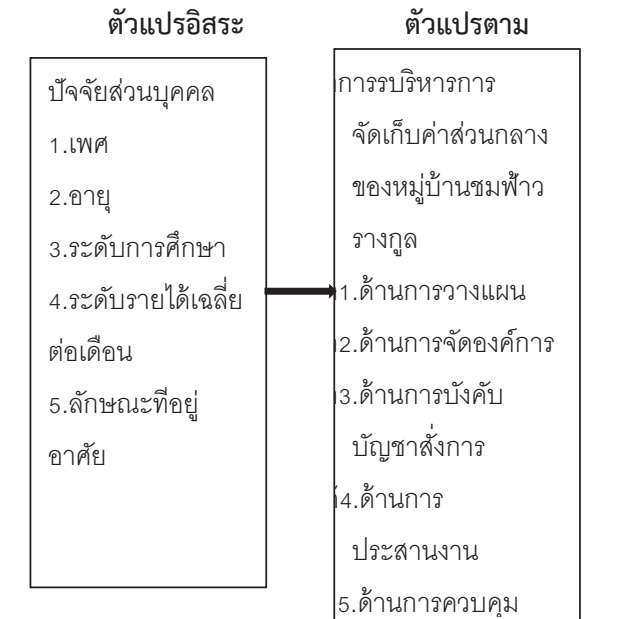 ตัวแปรอิสระ
ปัจจัยส่วนบุคคล
1.เพศ
2.อายุ
3.ระดับการศึกษา
4.ระดับรายได้เฉลี่ย
ต่อเดือน
5.ลักษณะที่อยู่
อาศัย
ตัวแปรตาม
การรบริหารการ
จัดเก็บค่าส่วนกลาง
ของหมู่บ้านชมฟ้าว
รางกูล
1.ด้านการวางแผน
2.ด้านการจัดองค์การ
3.ด้านการบังคับ
บัญชาสั่งการ
4.ด้านการ
ประสานงาน
5.ด้านการควบคุม